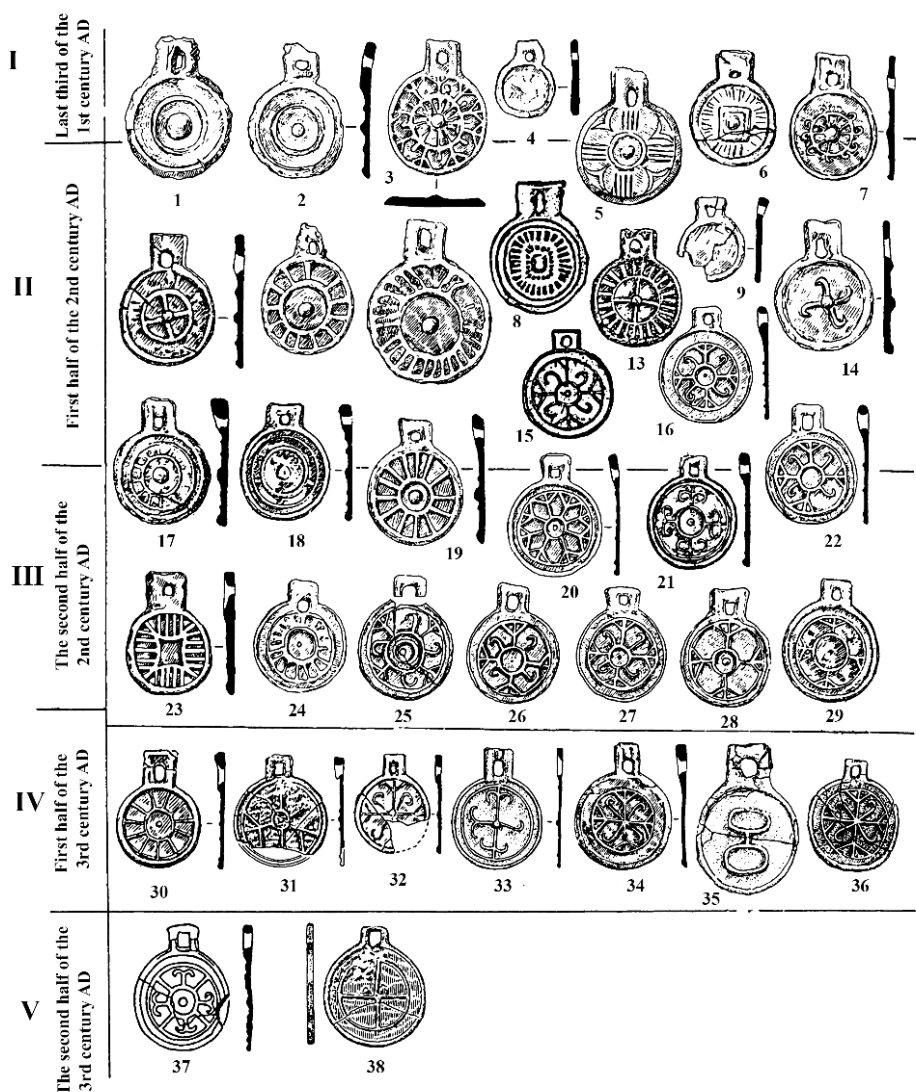 I
Last third of the
1st century AD
1
2
3
4
5
6
7
II
First half of the 2nd century AD
8
9
13
14
15
16
17
18
19
20
21
22
III
The second half of the
2nd century AD
23
24
25
26
27
28
29
IV
First half of the
3rd century AD
30
31
32
33
34
35
36
V
The second half of the
3rd century AD
37
38